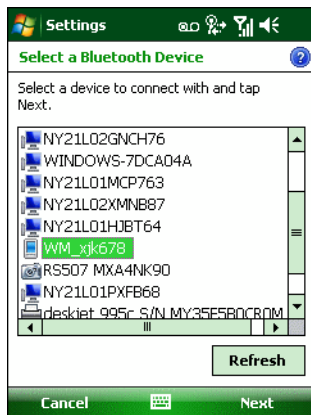 Settings
Select a Bluetooth Device
Select a device to connect with and tap
Next.
NY21L02GNCH76
WINDOWS-7DCA04A
NY21L01MCP763
NY21L02XMNB87
NY21L01HJBT64
WM_xjk678
RS507 MXA4NK90
NY21L01PXFB68
deskjet 995c S/N MY35F5B0CR0M
Refresh
Cancel
Next